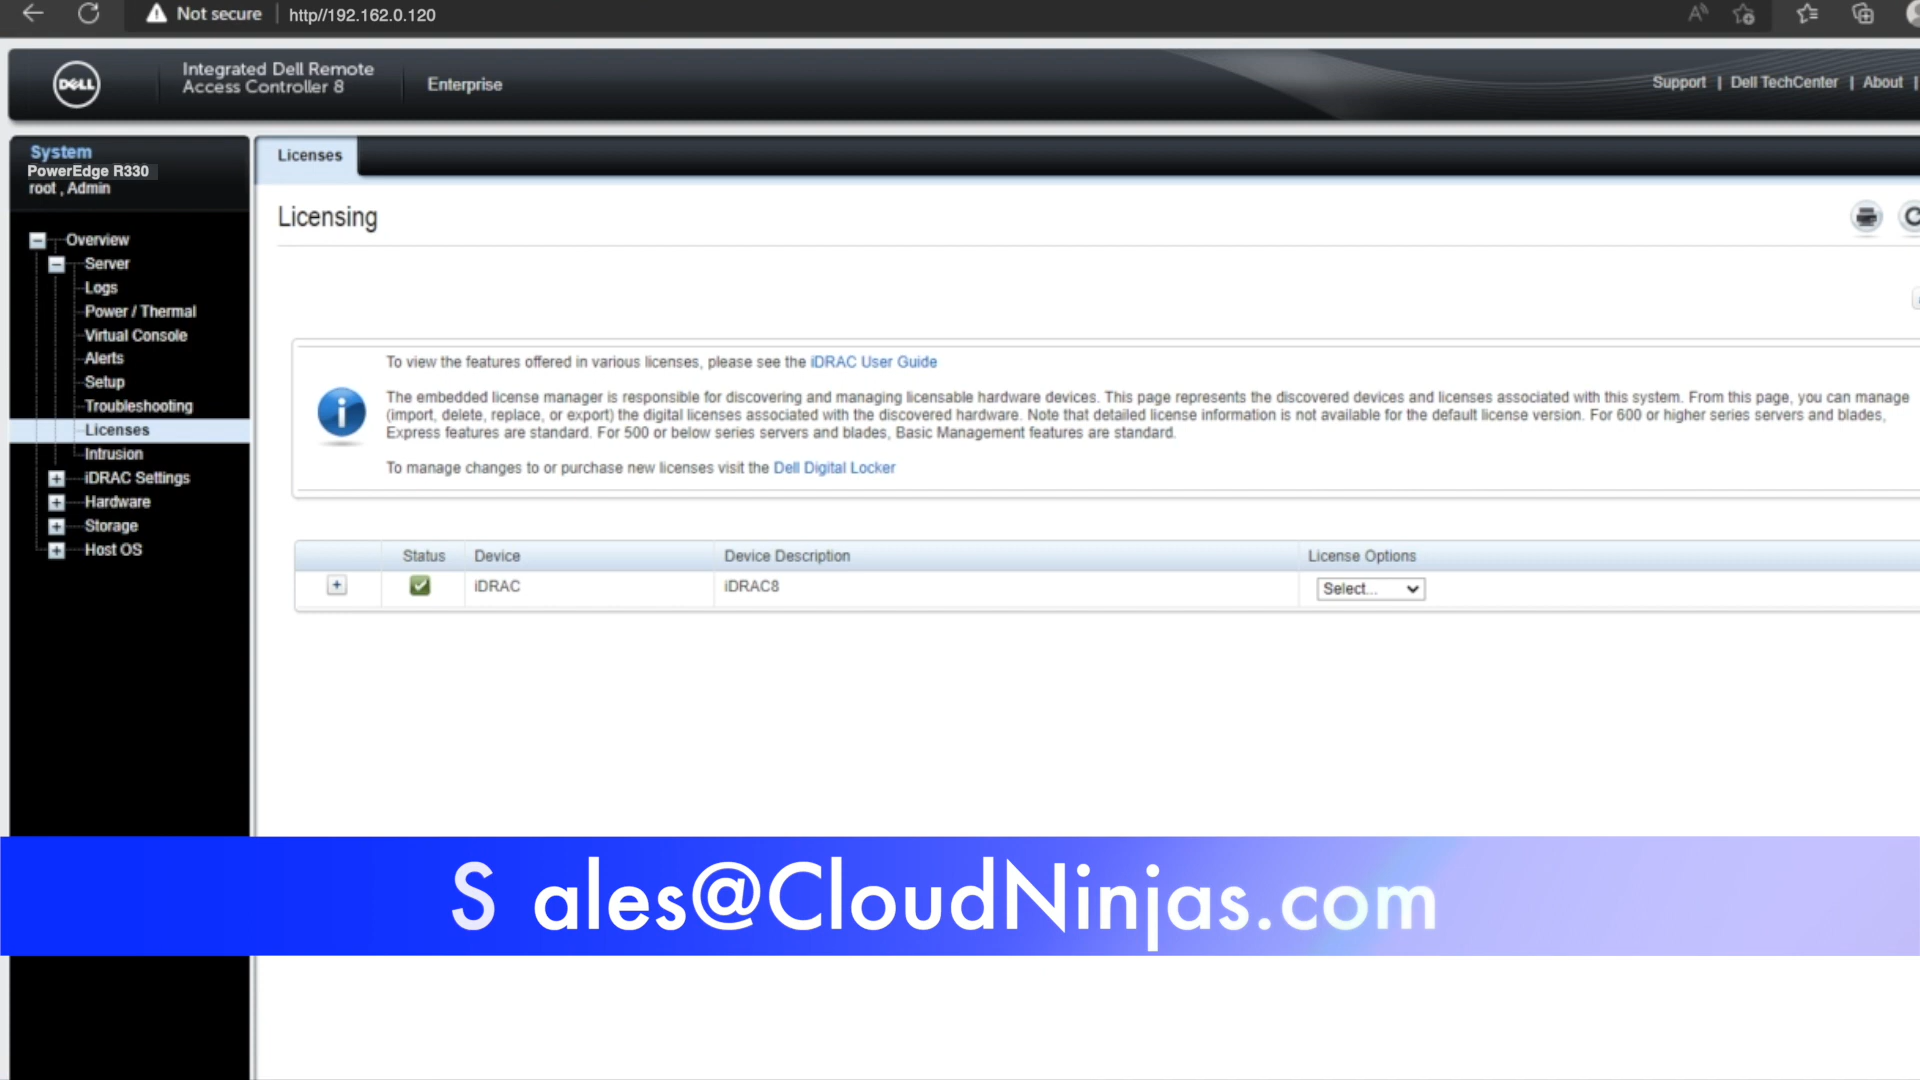 Not secure
http//192.162.0.120
DELL
Integrated Dell Remote
Access Controller 8
Enterprise
Support | Dell TechCenter | About |
System
PowerEdge R330
root , Admin
Overview
Server
Logs
Power / Thermal
Virtual Console
Alerts
Setup
Troubleshooting
Licenses
Intrusion
iDRAC Settings
Hardware
Storage
Host OS
Licenses
Licensing
To view the features offered in various licenses, please see the iDRAC User Guide
The embedded license manager is responsible for discovering and managing licensable hardware devices. This page represents the discovered devices and licenses associated with this system. From this page, you can manage
(import, delete, replace, or export) the digital licenses associated with the discovered hardware. Note that detailed license information is not available for the default license version. For 600 or higher series servers and blades,
Express features are standard. For 500 or below series servers and blades, Basic Management features are standard.
To manage changes to or purchase new licenses visit the Dell Digital Locker
Status Device Device Description License Options
iDRAC iDRAC8 Select...
S ales@CloudNinjas.com